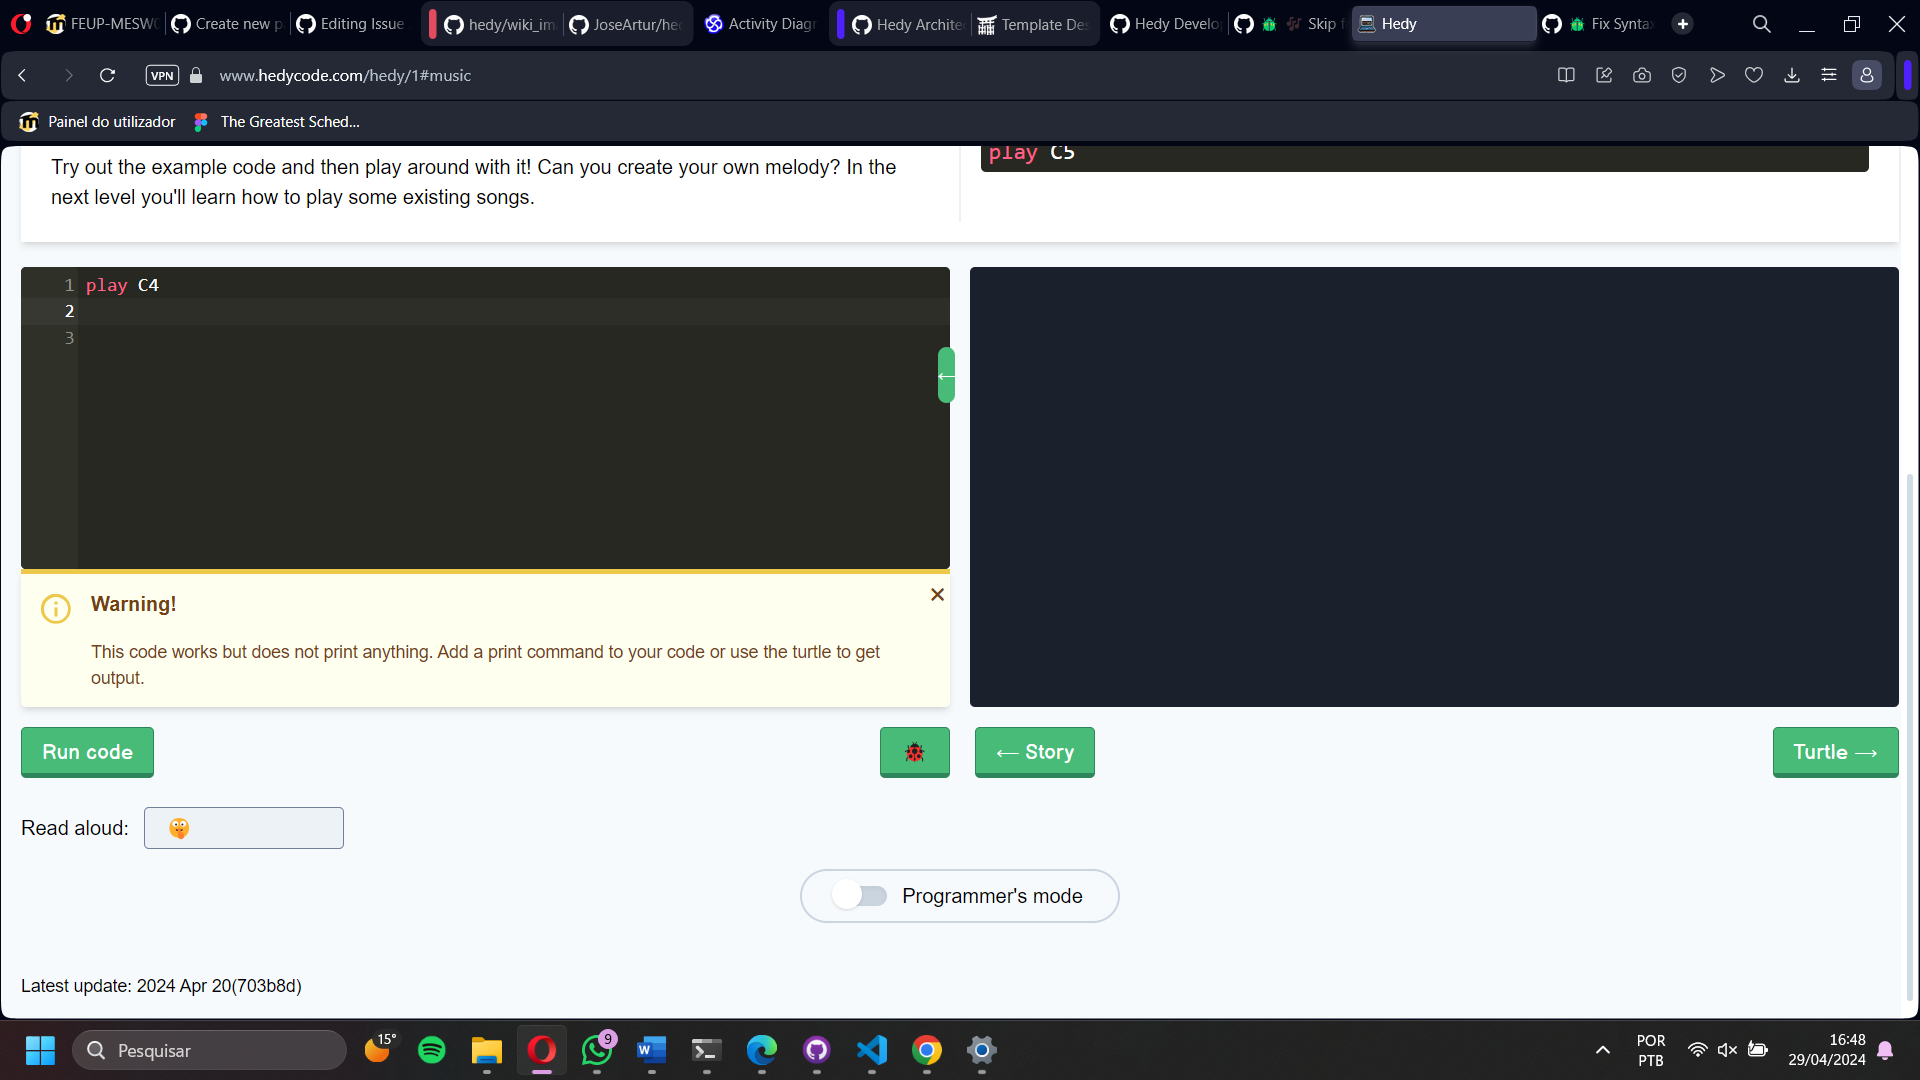 FEUP-MESW
Create new p
Editing Issue
hedy/wiki_im
JoseArtur/hed
Activity Diagr
Hedy Archite
Template Des
Hedy Develo
Skip f
Hedy
Fix Synta
VPN
www.hedycode.com/hedy/1#music
Painel do utilizador
The Greatest Sched...
Try out the example code and then play around with it! Can you create your own melody? In the
next level you'll learn how to play some existing songs.
play C5
1 play C4
2
3
Warning!
This code works but does not print anything. Add a print command to your code or use the turtle to get
output.
Run code
← Story
Turtle →
Read aloud:
Programmer's mode
Latest update: 2024 Apr 20(703b8d)
Pesquisar
15°
9
POR
PTB
16:48
29/04/2024